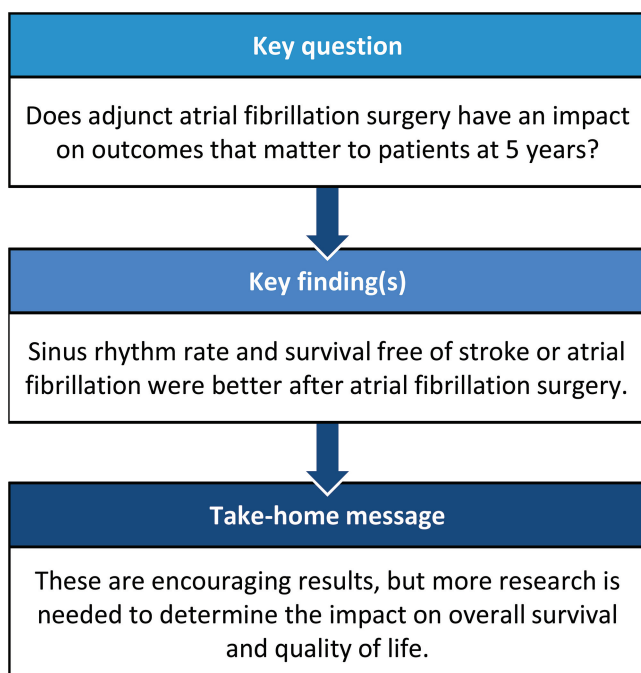 Key question
Does adjunct atrial fibrillation surgery have an impact
on outcomes that matter to patients at 5 years?
Key finding(s)
Sinus rhythm rate and survival free of stroke or atrial
fibrillation were better after atrial fibrillation surgery.
Take-home message
These are encouraging results, but more research is
needed to determine the impact on overall survival
and quality of life.